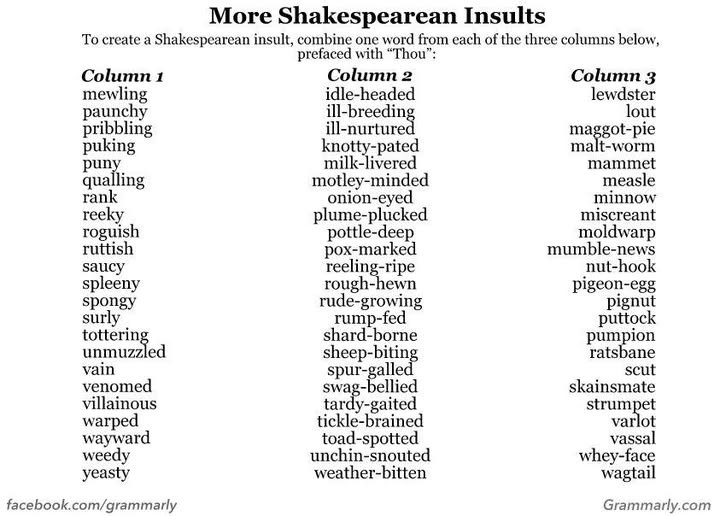 More Shakespearean Insults
To create a Shakespearean insult, combine one word from each of the three columns below,
prefaced with “Thou”:
Column 1 Column 2 Column 3
mewling idle-headed lewdster
paunchy ill-breeding lout
pribbling ill-nurtured maggot-pie
puking knotty-pated malt-worm
puny milk-livered mammet
qualling motley-minded measle
rank onion-eyed minnow
reeky plume-plucked miscreant
roguish pottle-deep moldwarp
ruttish pox-marked mumble-news
saucy reeling-ripe nut-hook
spleeny rough-hewn pigeon-egg
spongy rude-growing pignut
surly rump-fed puttock
tottering shard-borne pumpion
unmuzzled sheep-biting ratsbane
vain spur-galled scut
venomed swag-bellied skainsmate
villainous tardy-gaited strumpet
warped tickle-brained varlot
wayward toad-spotted vassal
weedy unchin-snouted whey-face
yeasty weather-bitten wagtail
facebook.com/grammarly Grammarly.com